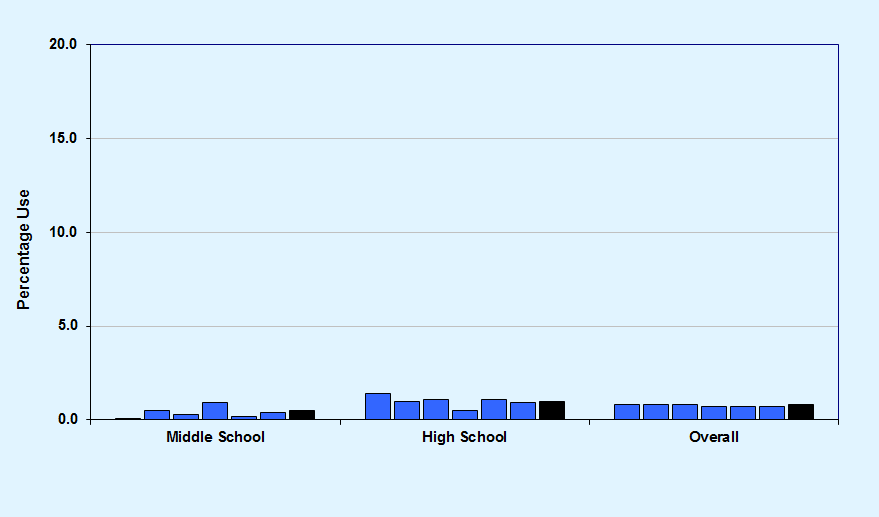 20.0
15.0
10.0
5.0
0.0
Percentage Use
Middle School
High School
Overall